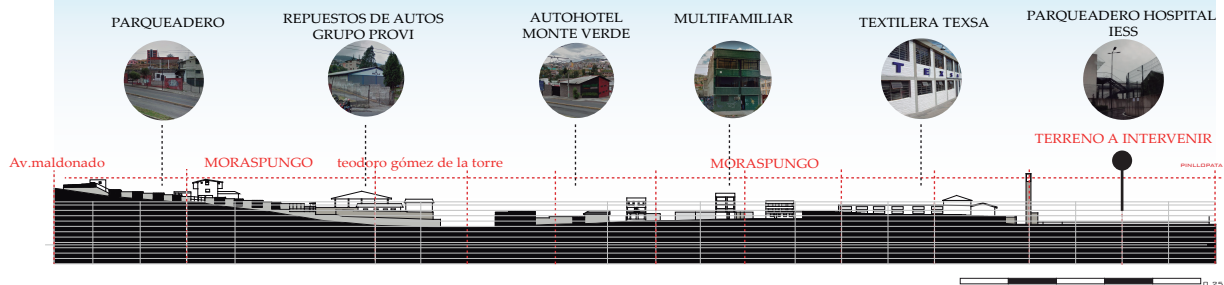 PARQUEADERO
REPUESTOS DE AUTOS
GRUPO PROVI
AUTOHOTEL
MONTE VERDE
MULTIFAMILIAR
TEXTILERA TEXSA
PARQUEADERO HOSPITAL
IESS
TERRENO A INTERVENIR
Av.maldonado
MORASPUNGO
teodoro gómez de la torre
MORASPUNGO
PINLLOPATA